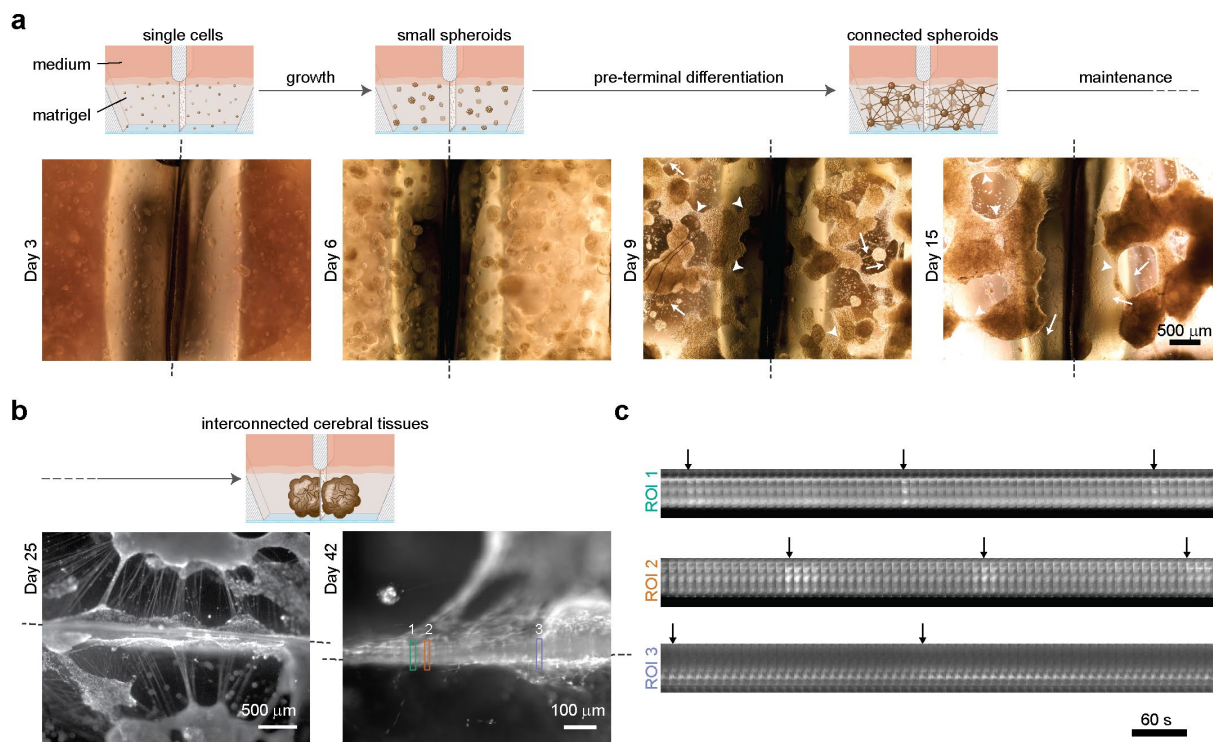 a
single cells
small spheroids
connected spheroids
medium
growth
pre-terminal differentiation
maintenance
matrigel
Day 3
Day 6
Day 9
Day 15
500 μm
b
interconnected cerebral tissues
Day 25
500 μm
Day 42
1
2
3
100 μm
c
ROI 1
ROI 2
ROI 3
60 s